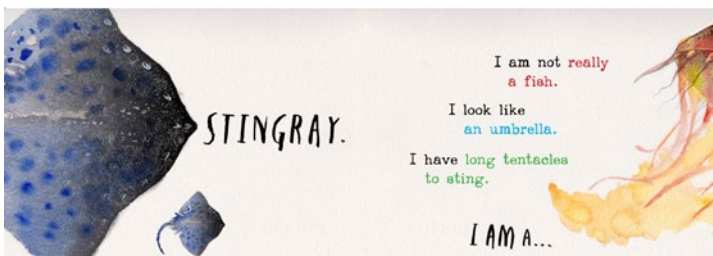 STINGRAY.
I am not really
a fish.
I look like
an umbrella.
I have long tentacles
to sting.
I AM A...